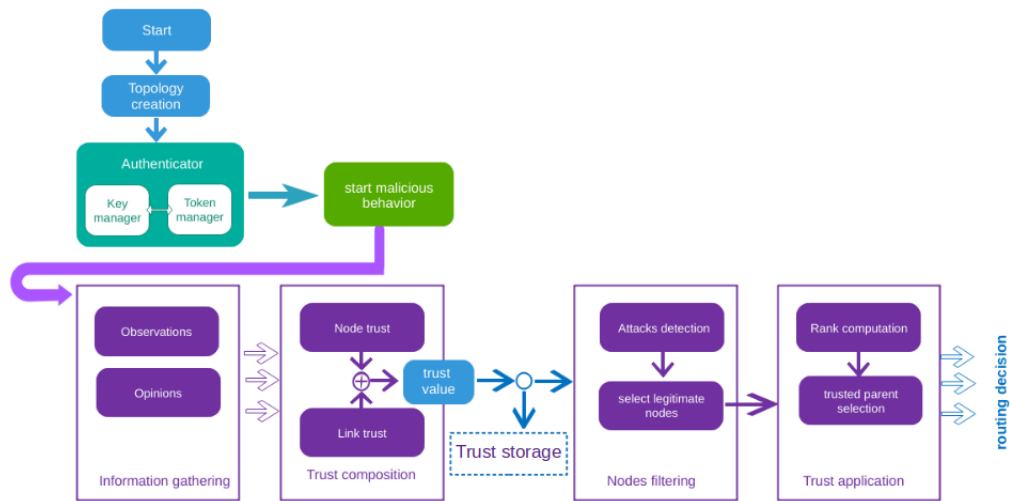 Start
Topology
creation
Authenticator
Key
manager
Token
manager
start malicious
behavior
Observations
Opinions
Information gathering
Node trust
Link trust
trust
value
Trust composition
Trust storage
Attacks detection
select legitimate
nodes
Nodes filtering
Rank computation
trusted parent
selection
Trust application
routing decision